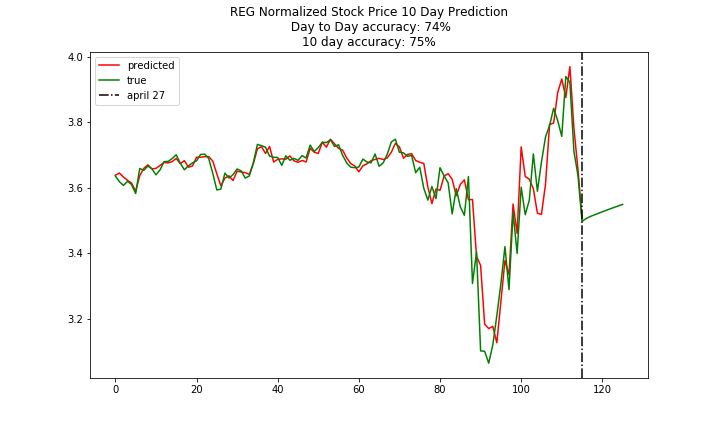 REG Normalized Stock Price 10 Day Prediction
Day to Day accuracy: 74%
10 day accuracy: 75%
predicted
true
april 27
4.0
3.8
3.6
3.4
3.2
0 20 40 60 80 100 120